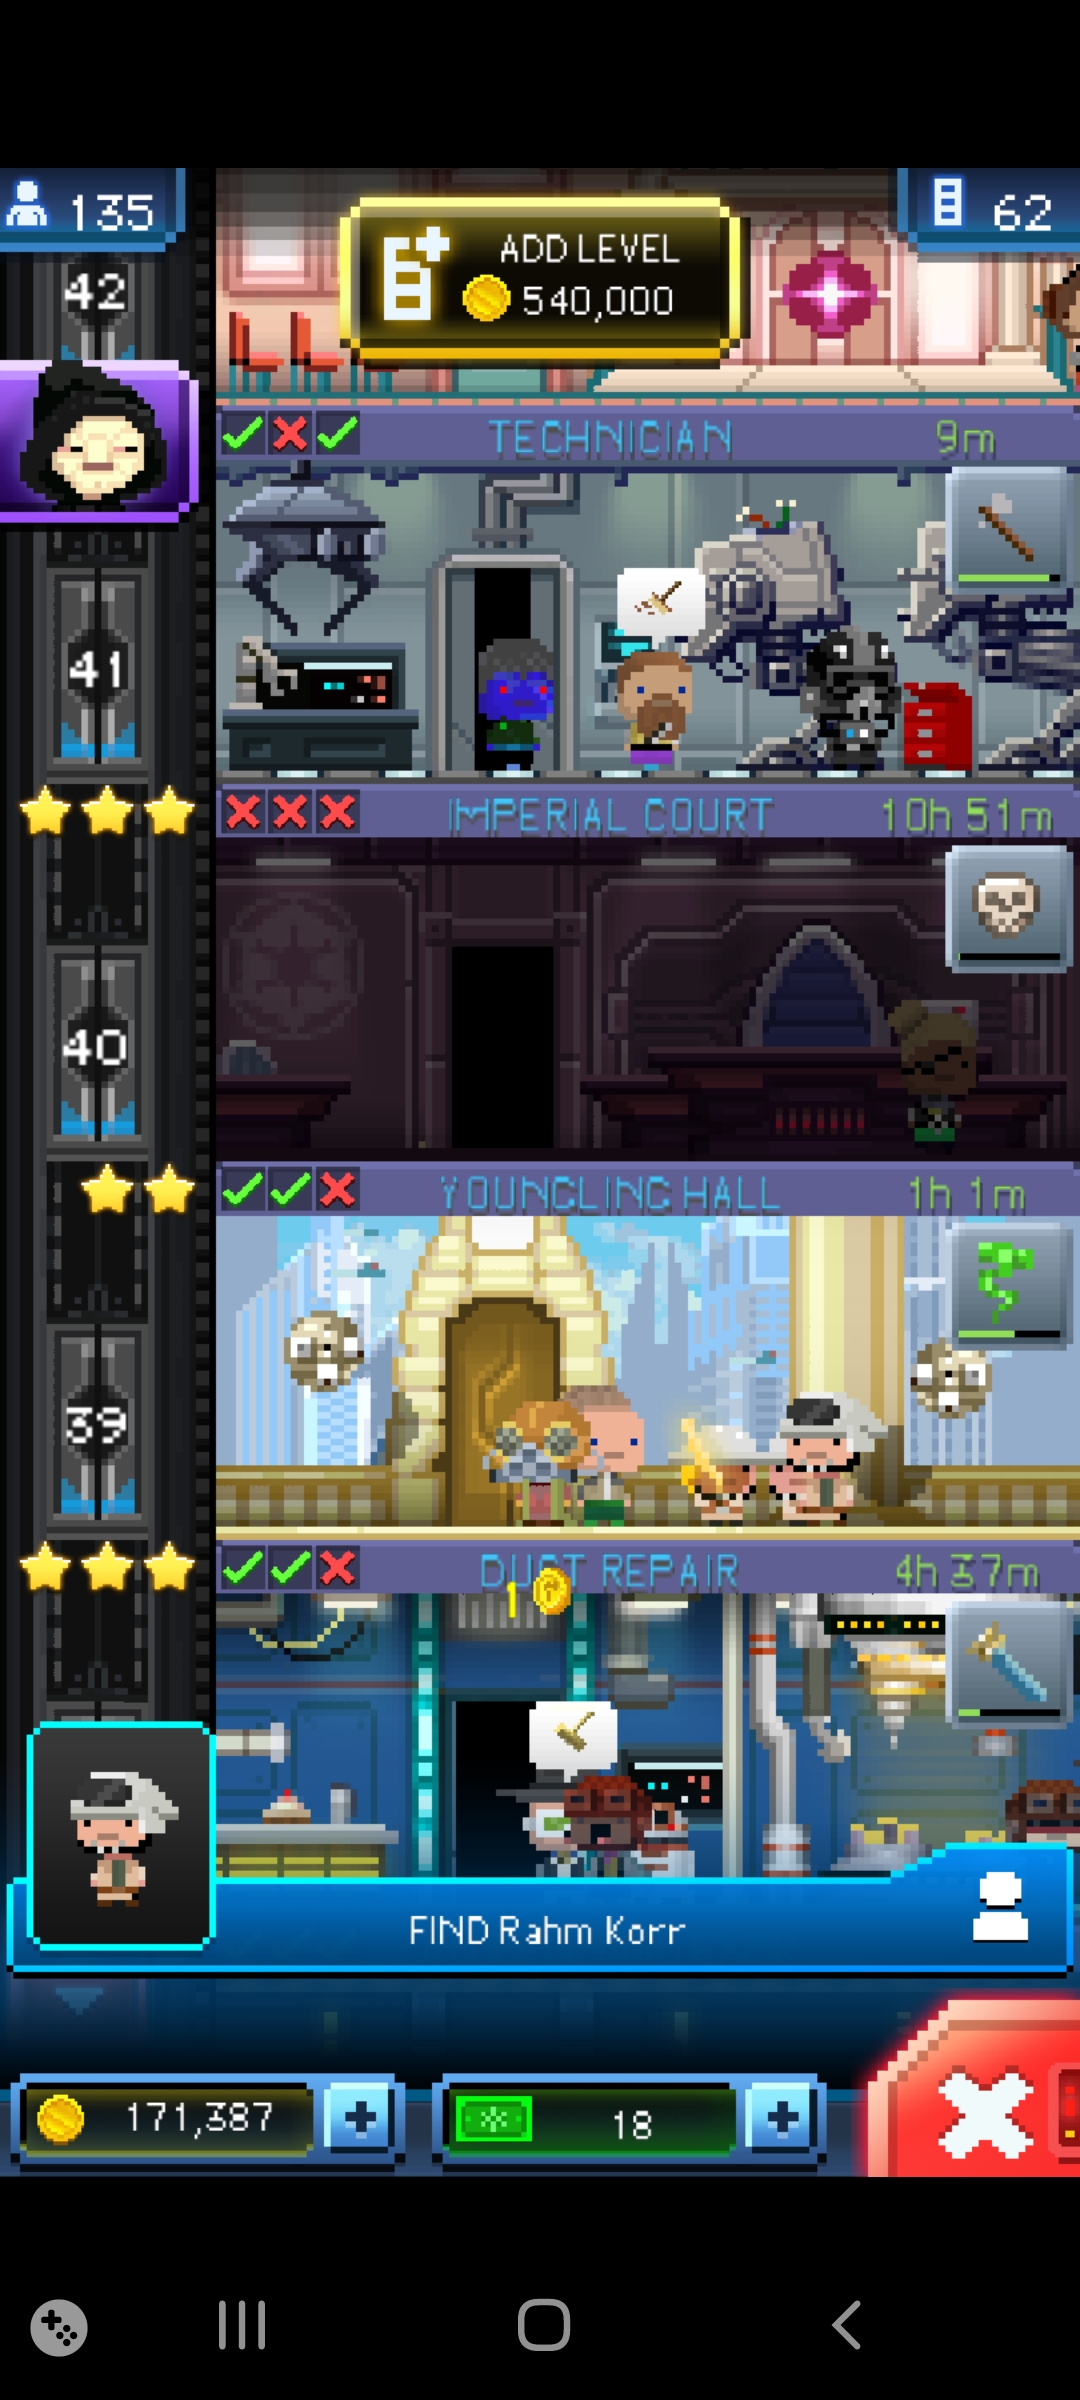 135
ADD LEVEL
540,000
62
42
TECHNICIAN 9m
41
IMPERIAL COURT 10h 51m
40
YOUNGLING HALL 1h 1m
39
DUCT REPAIR 4h 37m
1
FIND Rahm Korr
171,387
18